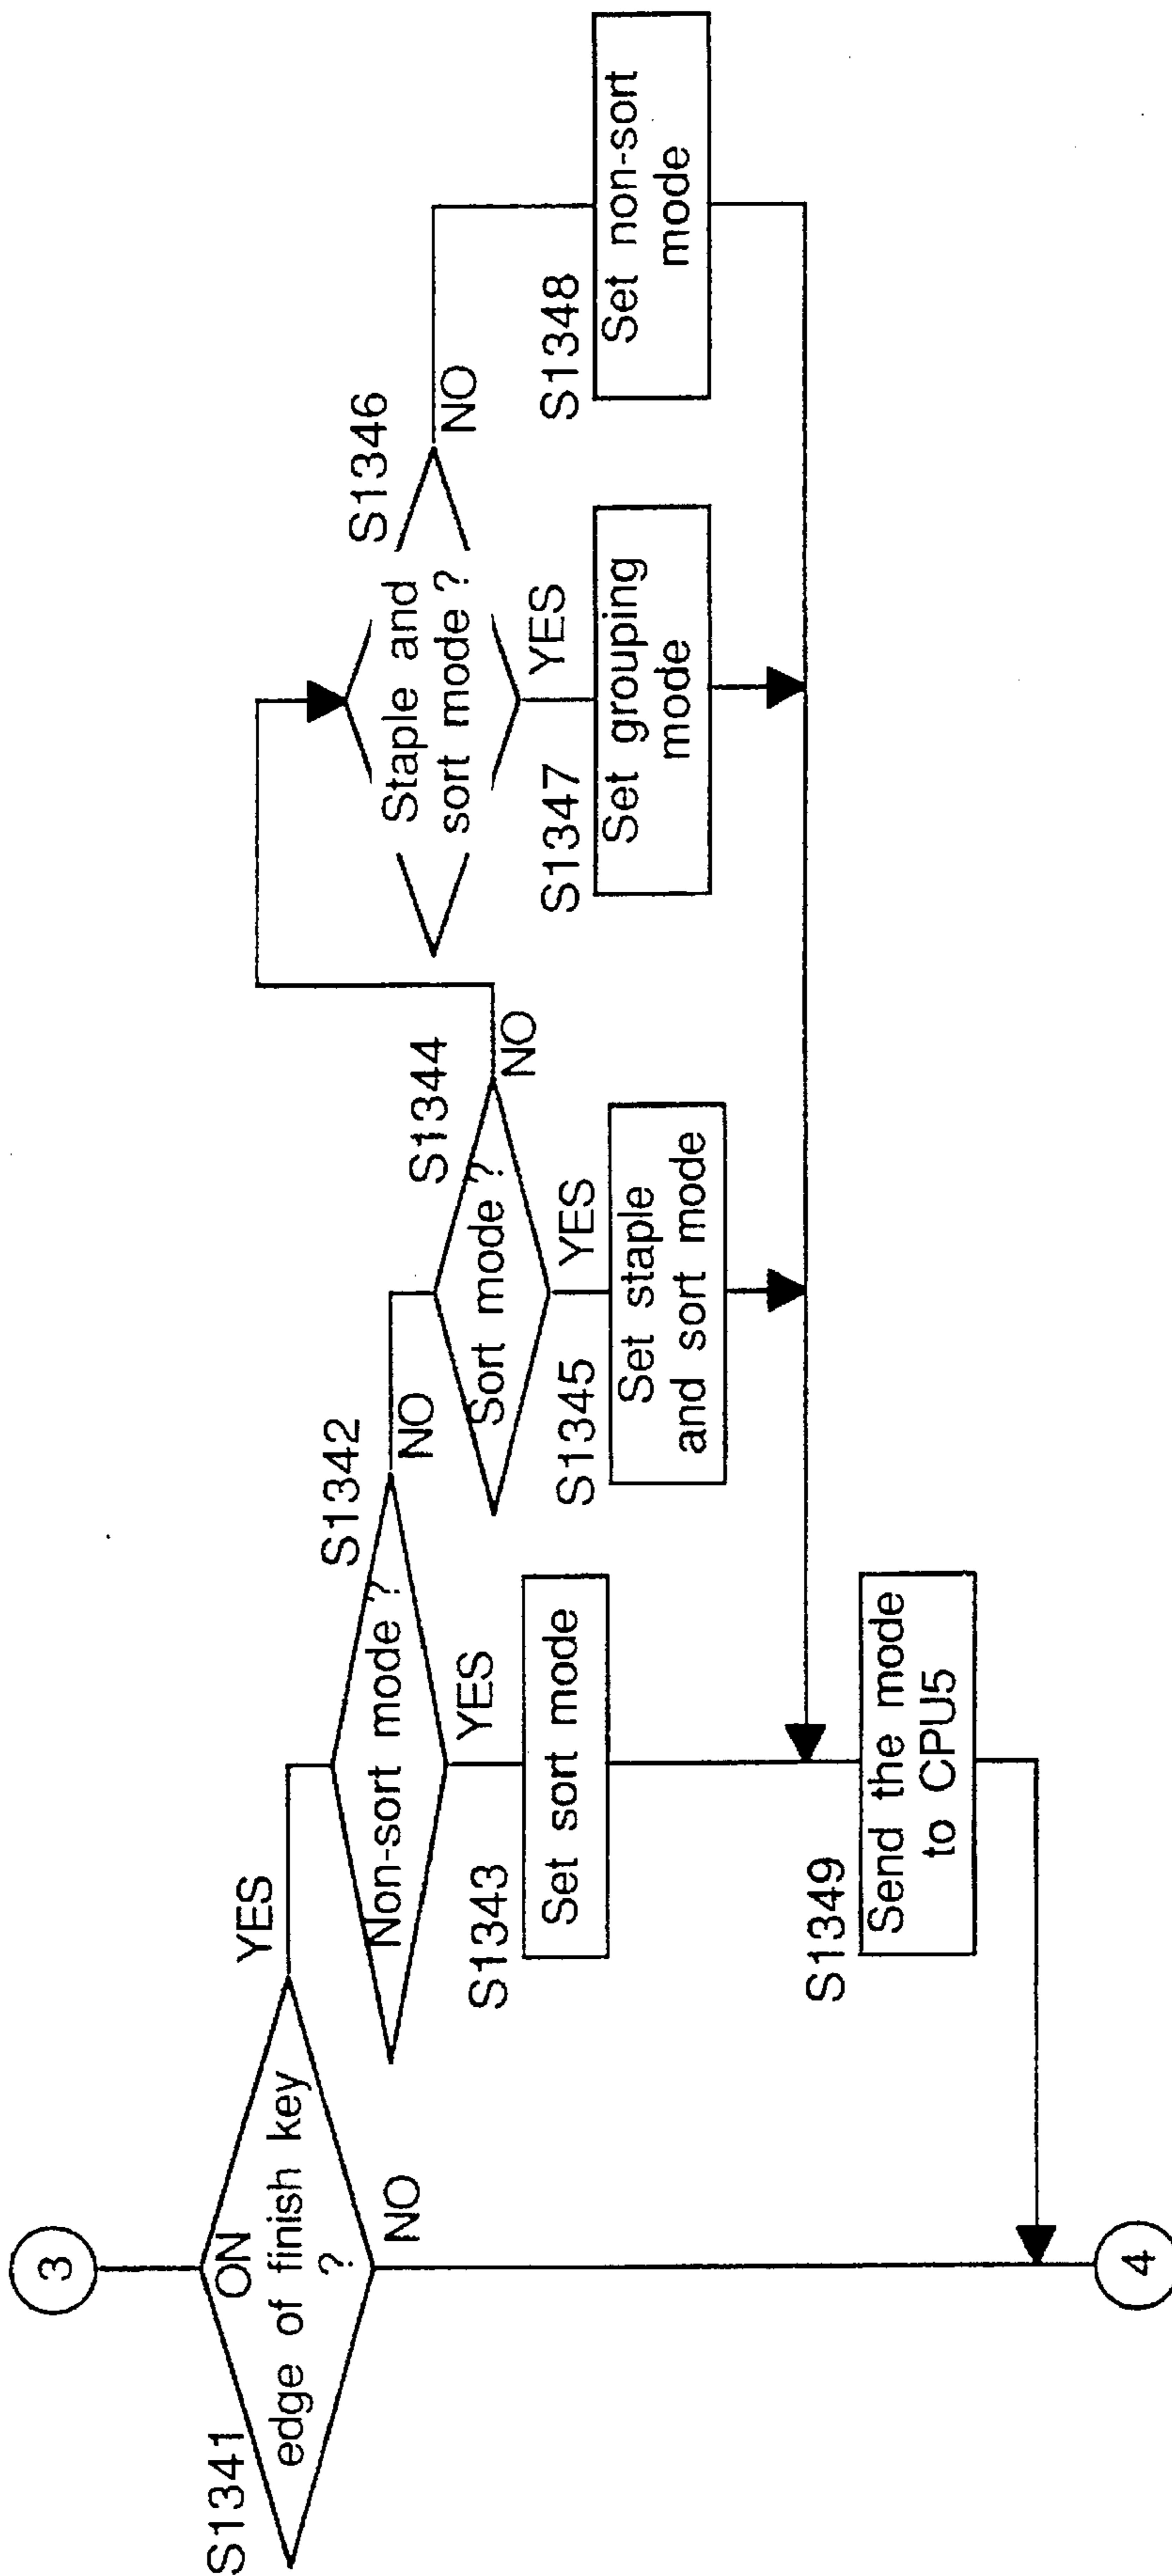 3
S1341
ON
edge of finish key
?
YES
NO
S1342
Non-sort mode ?
NO
YES
S1343
Set sort mode
S1344
Sort mode ?
NO
YES
S1345
Set staple
and sort mode
S1346
Staple and
sort mode ?
NO
YES
S1347
Set grouping
mode
S1348
Set non-sort
mode
S1349
Send the mode
to CPU5
4